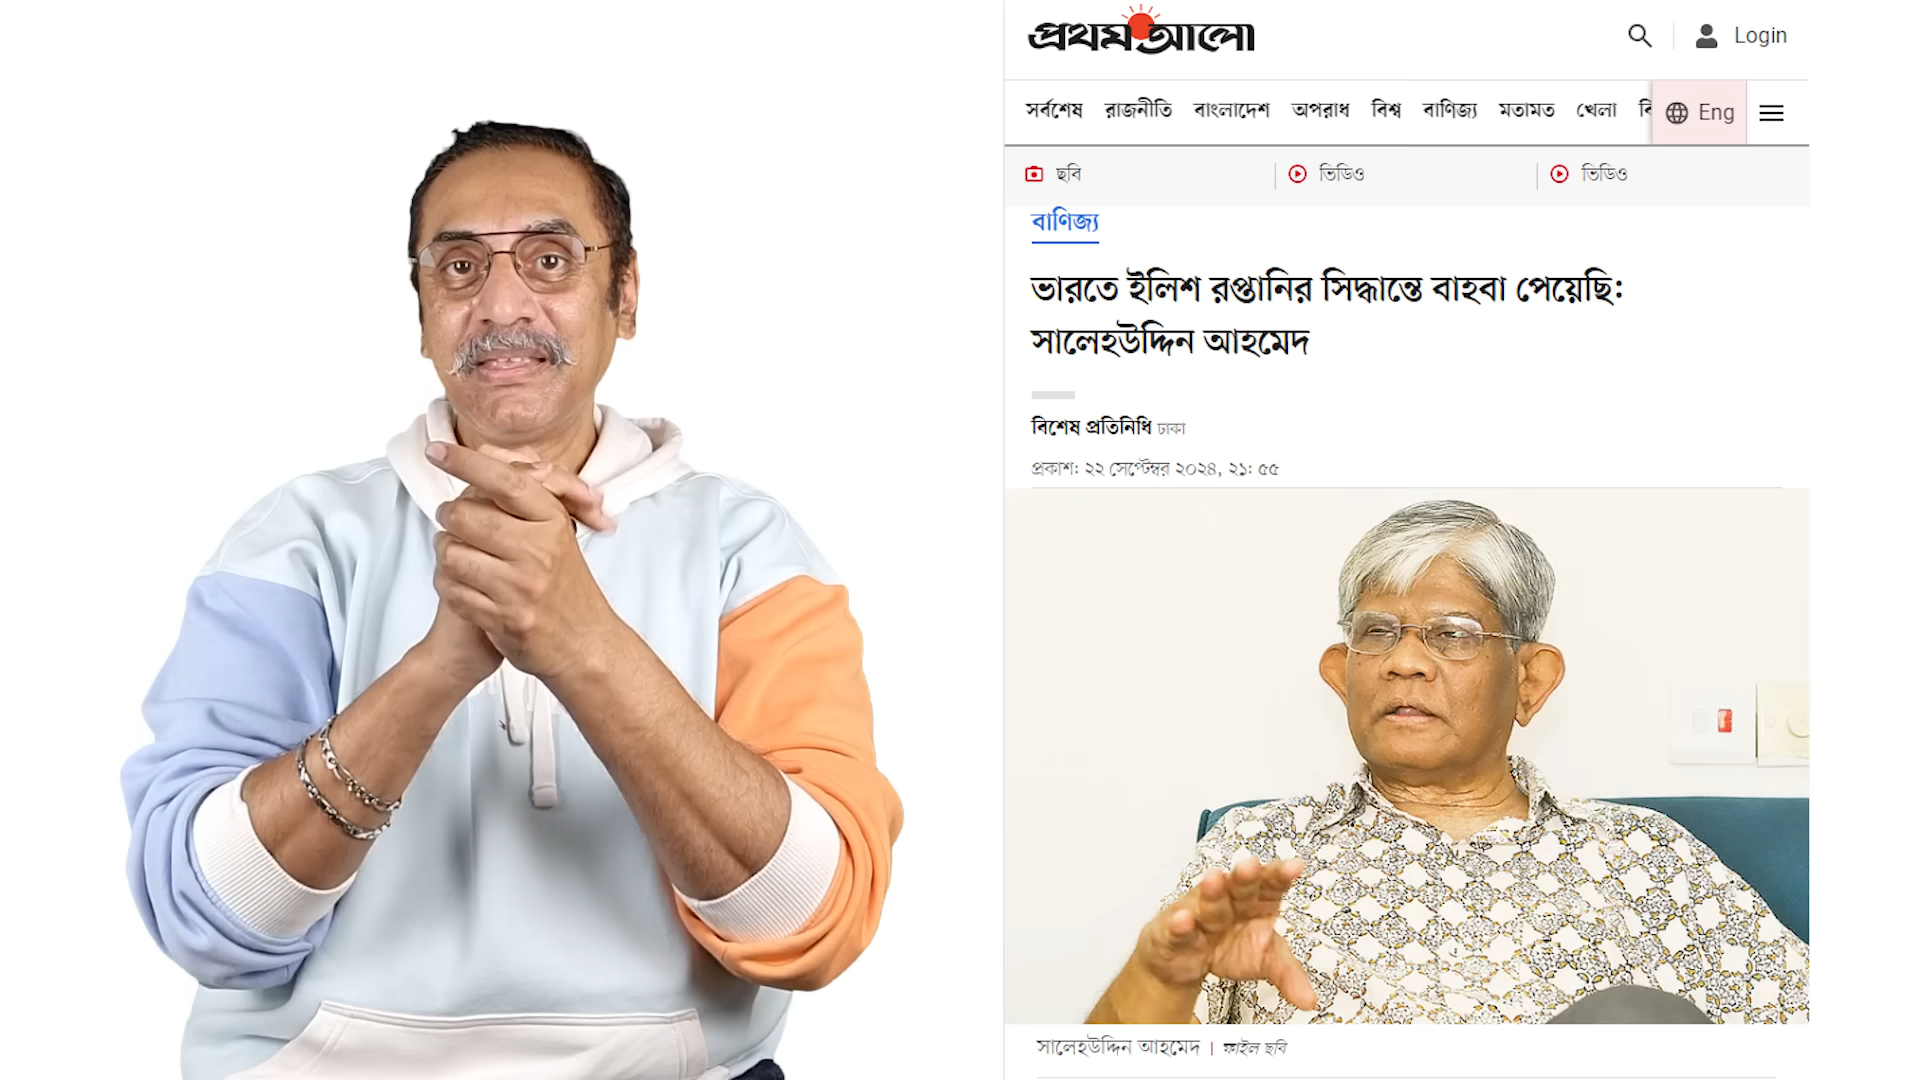 প্রথম আলো
Login
সর্বশেষ রাজনীতি বাংলাদেশ অপরাধ বিশ্ব বাণিজ্য মতামত খেলা Eng
ছবি ভিডিও ভিডিও
বাণিজ্য
ভারতে ইলিশ রপ্তানির সিদ্ধান্তে বাহবা পেয়েছি:
সালেহউদ্দিন আহমেদ
বিশেষ প্রতিনিধি ঢাকা
প্রকাশ: ২২ সেপ্টেম্বর ২০২৪, ২১: ৫৫
সালেহউদ্দিন আহমেদ | ফাইল ছবি